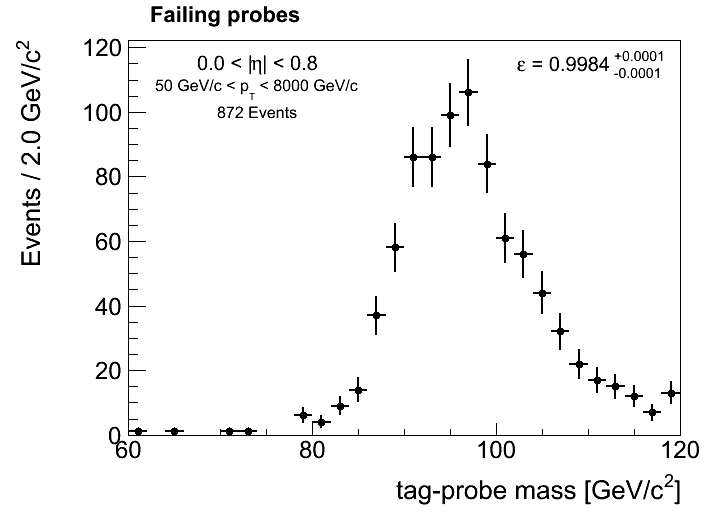 Failing probes
0.0 < |η| < 0.8
50 GeV/c < p_T < 8000 GeV/c
872 Events
ε = 0.9984 +0.0001 -0.0001
Events / 2.0 GeV/c²
120
100
80
60
40
20
0
60 80 100 120
tag-probe mass [GeV/c²]